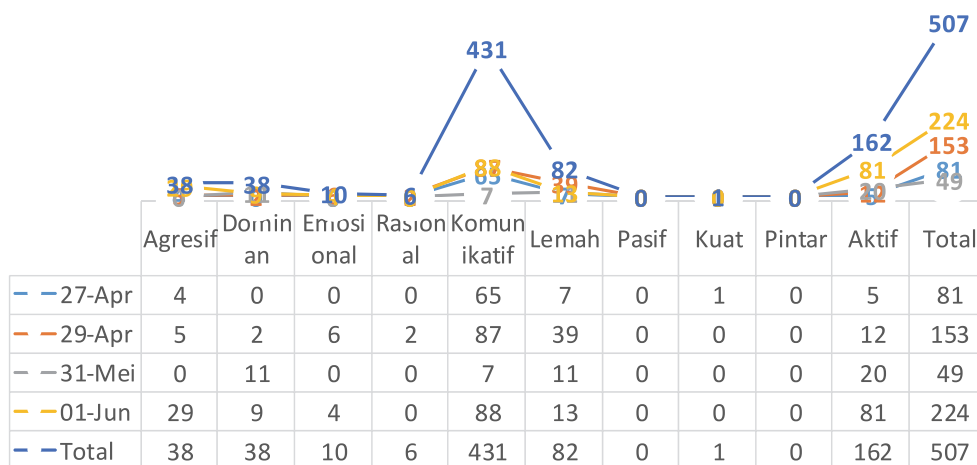 507
431
224
162
153
38 38 10 6 82 81 81
49
0 1 0
7
Agresif Domin an Emosi onal Rasion al Komun ikatif Lemah Pasif Kuat Pintar Aktif Total
27-Apr 4 0 0 0 65 7 0 1 0 5 81
29-Apr 5 2 6 2 87 39 0 0 0 12 153
31-Mei 0 11 0 0 7 11 0 0 0 20 49
01-Jun 29 9 4 0 88 13 0 0 0 81 224
Total 38 38 10 6 431 82 0 1 0 162 507